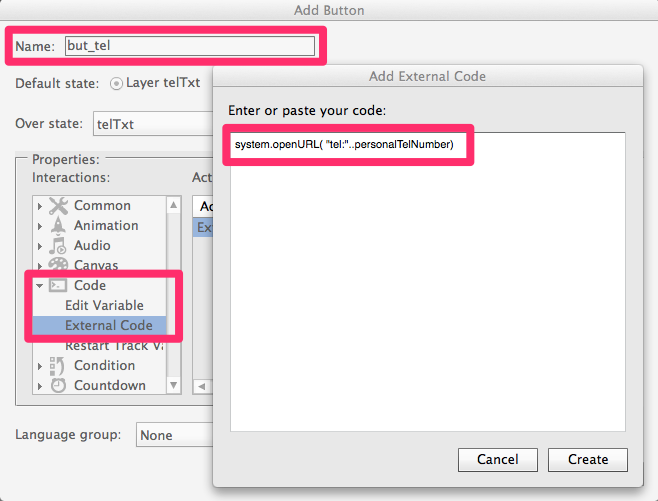 Add Button
Name: but_tel
Default state: Layer telTxt
Over state: telTxt
Properties:
Interactions:
Act
Common
Animation
Audio
Canvas
Code
Edit Variable
External Code
Restart Track Va
Condition
Countdown
Ac
Ex
Language group: None
Add External Code
Enter or paste your code:
system.openURL( "tel:"..personalTelNumber)
Cancel
Create